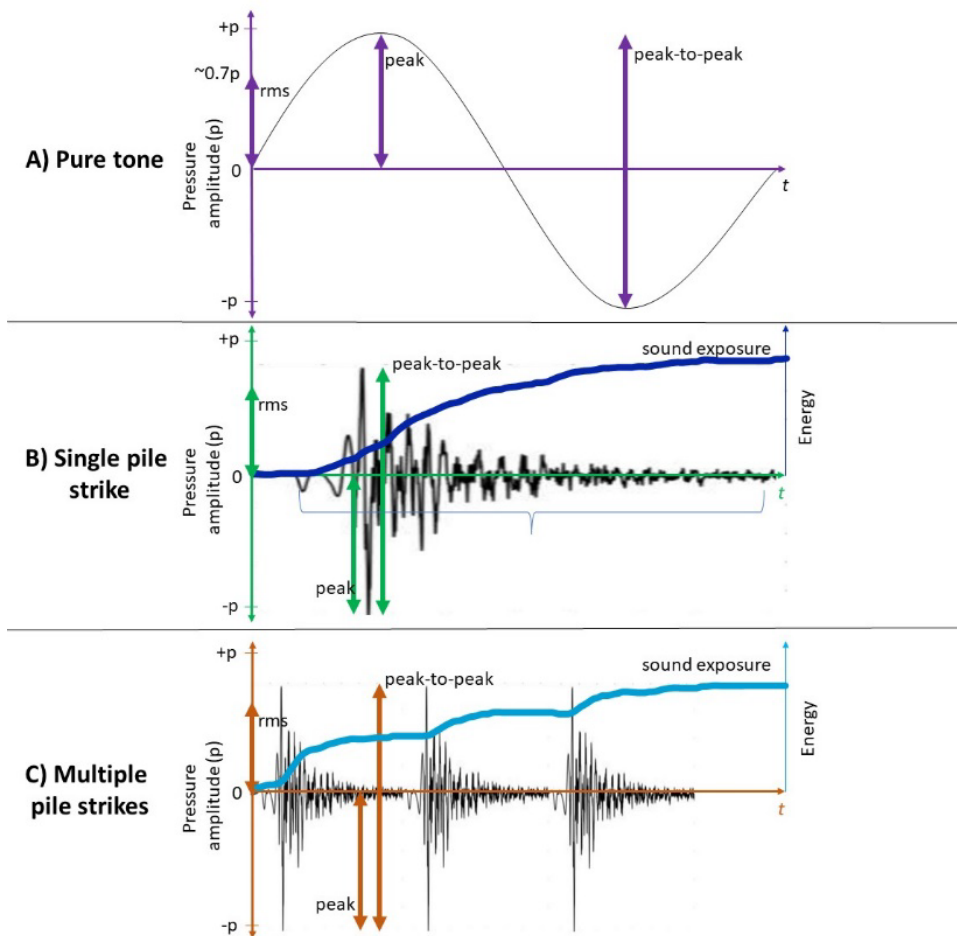 +p
peak
peak-to-peak
~0.7p
rms
A) Pure tone
Pressure
amplitude (p)
0
t
-p
+p
sound exposure
peak-to-peak
rms
B) Single pile
strike
Pressure
amplitude (p)
0
Energy
t
peak
-p
+p
sound exposure
peak-to-peak
rms
C) Multiple
pile strikes
Pressure
amplitude (p)
0
Energy
t
peak
-p